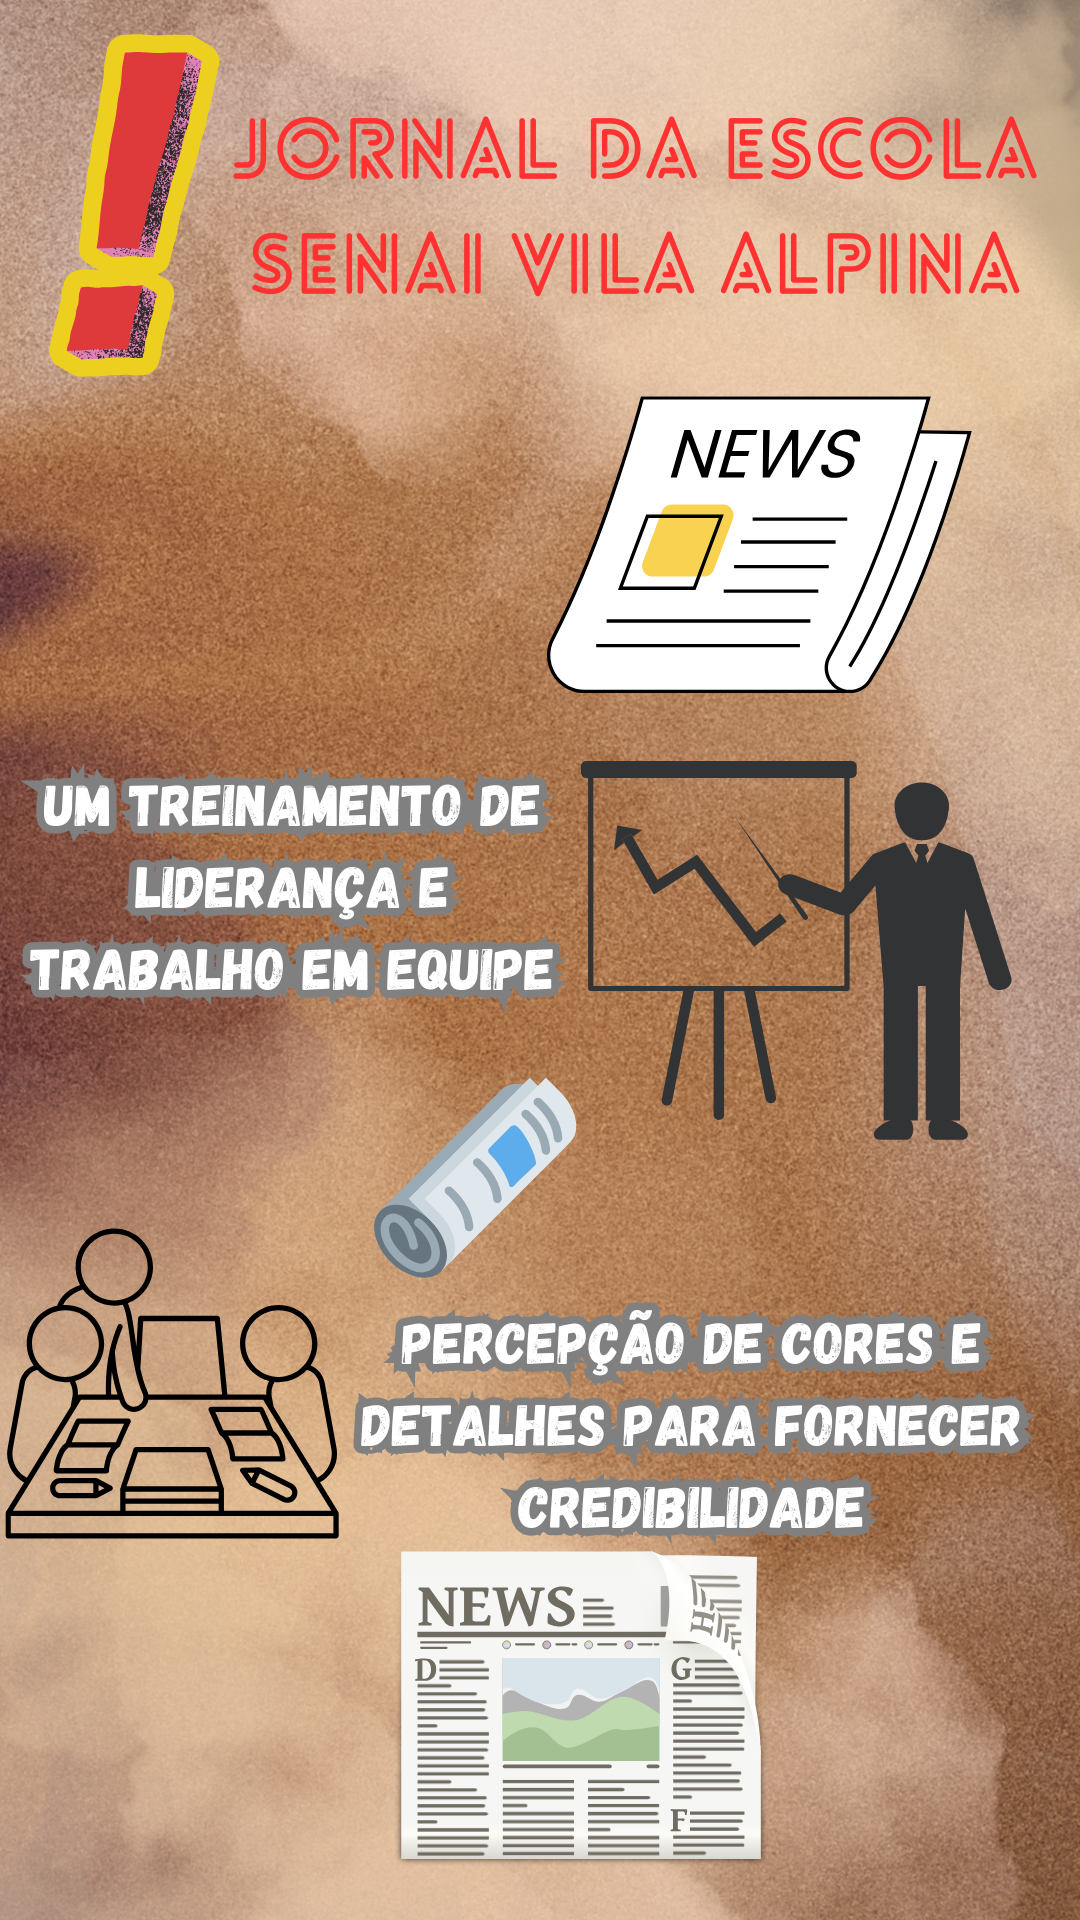 !
JORNAL DA ESCOLA
SENAI VILA ALPINA
NEWS
UM TREINAMENTO DE
LIDERANÇA E
TRABALHO EM EQUIPE
PERCEPÇÃO DE CORES E
DETALHES PARA FORNECER
CREDIBILIDADE
NEWS
H
D
G
F